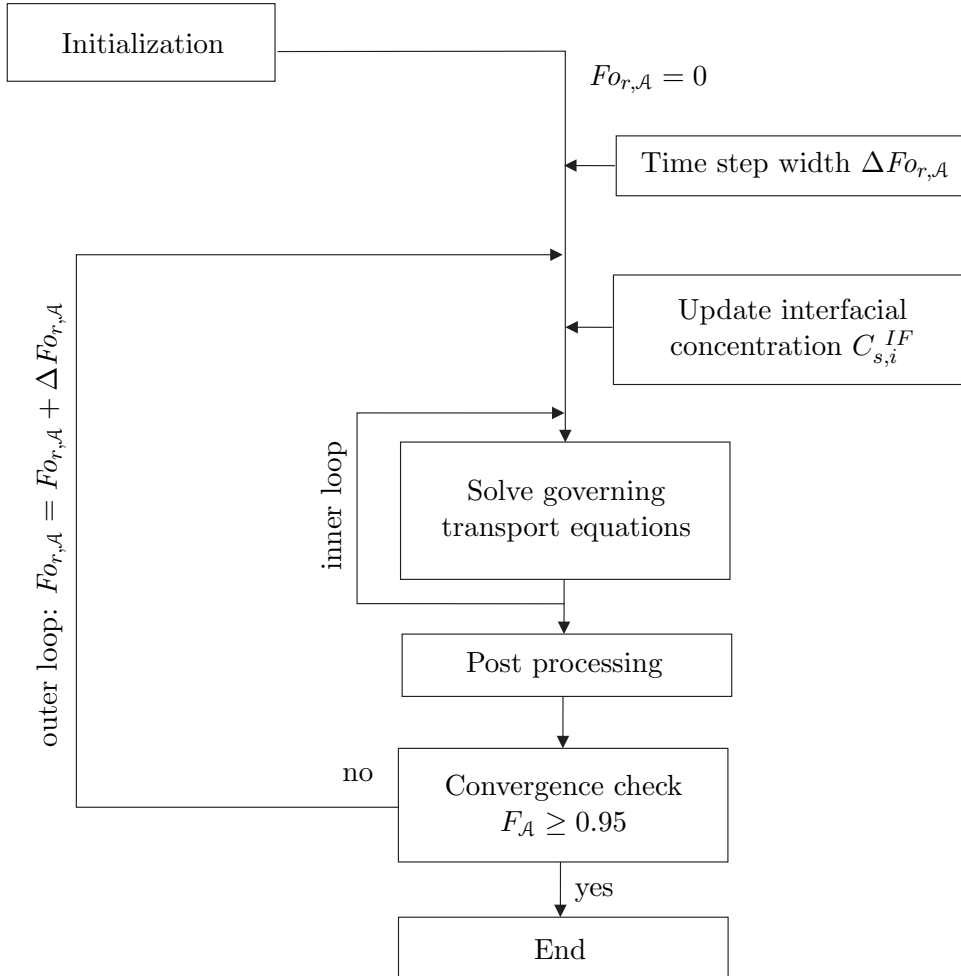 Initialization
Fo_{r,𝒜} = 0
Time step width ΔFo_{r,𝒜}
Update interfacial
concentration C_{s,i}^{IF}
outer loop: Fo_{r,𝒜} = Fo_{r,𝒜} + ΔFo_{r,𝒜}
inner loop
Solve governing
transport equations
Post processing
no
Convergence check
F_𝒜 ≥ 0.95
yes
End